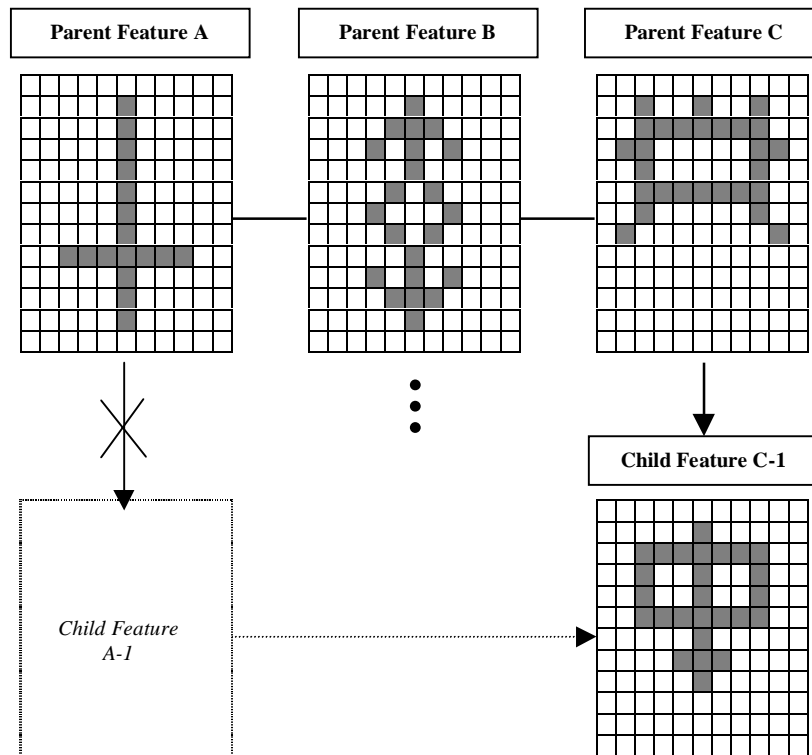 Parent Feature A
Parent Feature B
Parent Feature C
Child Feature C-1
Child Feature
A-1